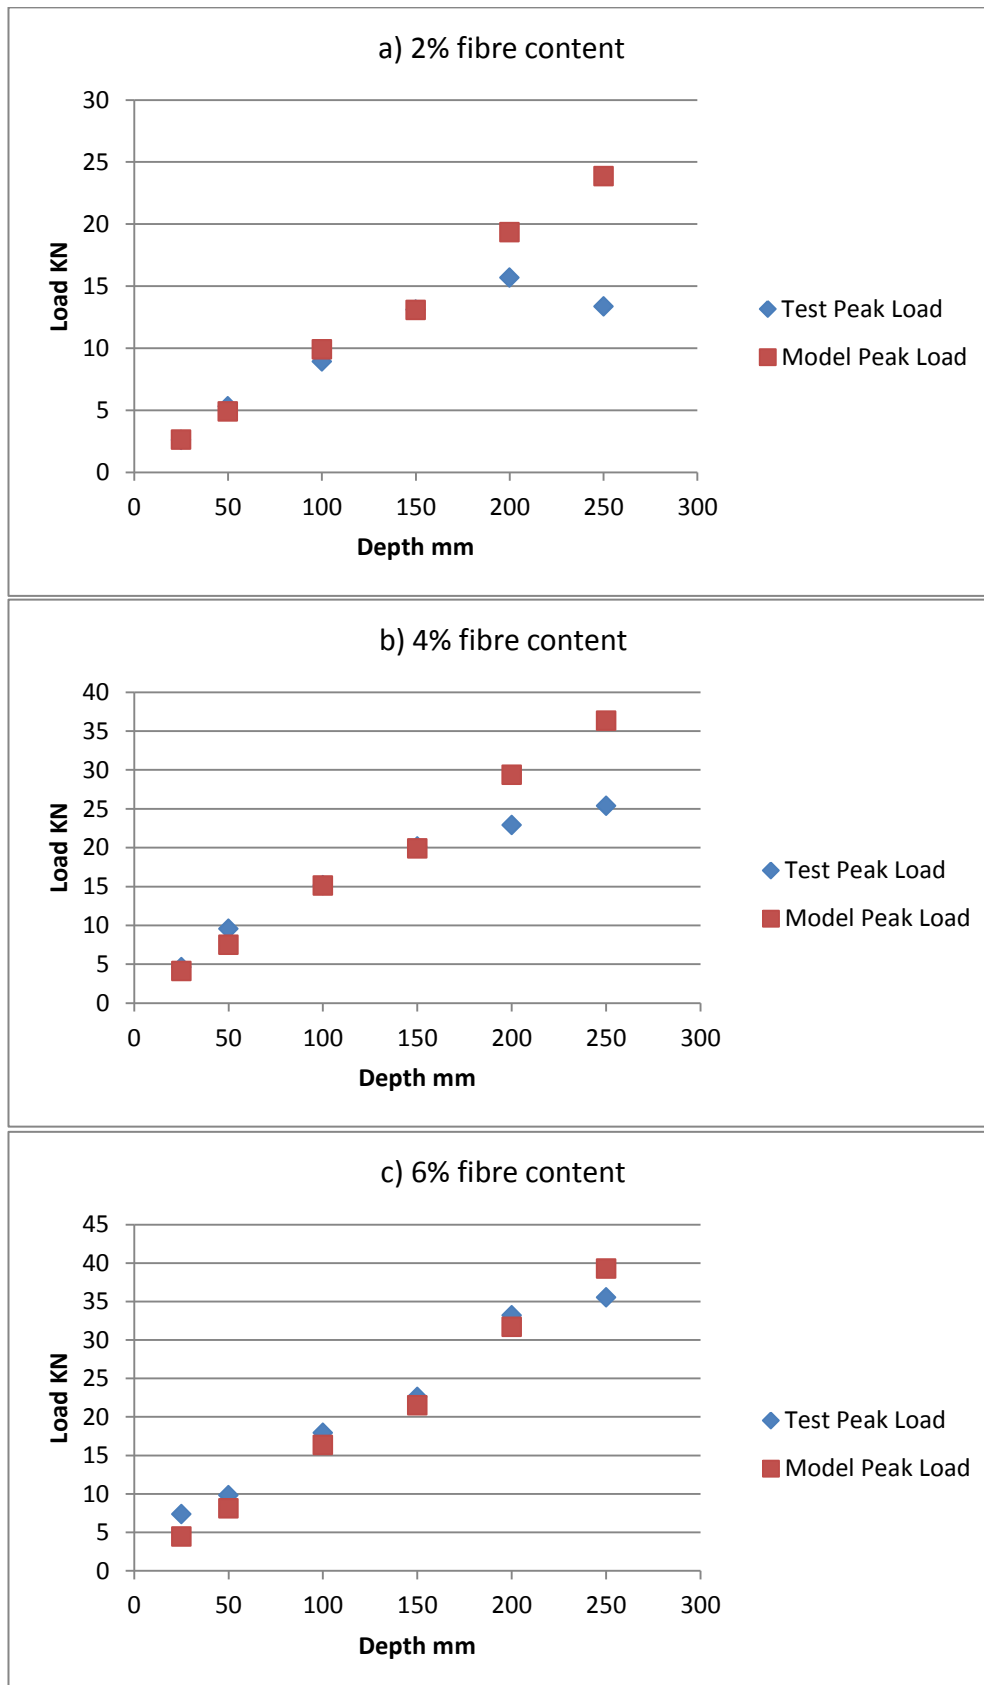 a) 2% fibre content
30
25
20
15
10
5
0
Load KN
0 50 100 150 200 250 300
Depth mm
Test Peak Load
Model Peak Load
b) 4% fibre content
40
35
30
25
20
15
10
5
0
Load KN
0 50 100 150 200 250 300
Depth mm
Test Peak Load
Model Peak Load
c) 6% fibre content
45
40
35
30
25
20
15
10
5
0
Load KN
0 50 100 150 200 250 300
Depth mm
Test Peak Load
Model Peak Load